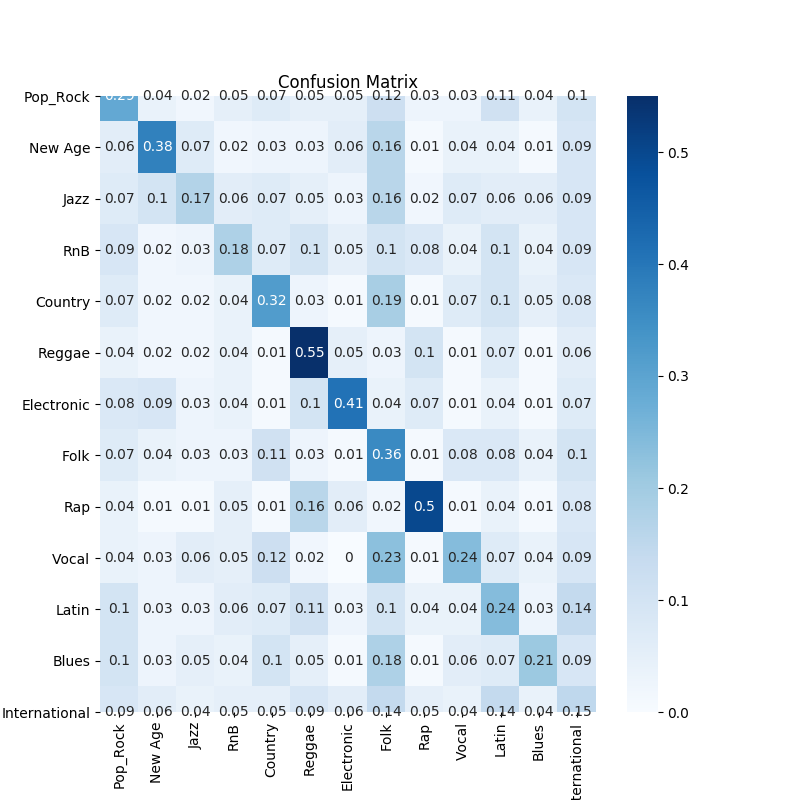 Confusion Matrix
Pop_Rock 0.29 0.04 0.02 0.05 0.07 0.05 0.05 0.12 0.03 0.03 0.11 0.04 0.1
New Age 0.06 0.38 0.07 0.02 0.03 0.03 0.06 0.16 0.01 0.04 0.04 0.01 0.09
Jazz 0.07 0.1 0.17 0.06 0.07 0.05 0.03 0.16 0.02 0.07 0.06 0.06 0.09
RnB 0.09 0.02 0.03 0.18 0.07 0.1 0.05 0.1 0.08 0.04 0.1 0.04 0.09
Country 0.07 0.02 0.02 0.04 0.32 0.03 0.01 0.19 0.01 0.07 0.1 0.05 0.08
Reggae 0.04 0.02 0.02 0.04 0.01 0.55 0.05 0.03 0.1 0.01 0.07 0.01 0.06
Electronic 0.08 0.09 0.03 0.04 0.01 0.1 0.41 0.04 0.07 0.01 0.04 0.01 0.07
Folk 0.07 0.04 0.03 0.03 0.11 0.03 0.01 0.36 0.01 0.08 0.08 0.04 0.1
Rap 0.04 0.01 0.01 0.05 0.01 0.16 0.06 0.02 0.5 0.01 0.04 0.01 0.08
Vocal 0.04 0.03 0.06 0.05 0.12 0.02 0 0.23 0.01 0.24 0.07 0.04 0.09
Latin 0.1 0.03 0.03 0.06 0.07 0.11 0.03 0.1 0.04 0.04 0.24 0.03 0.14
Blues 0.1 0.03 0.05 0.04 0.1 0.05 0.01 0.18 0.01 0.06 0.07 0.21 0.09
International 0.09 0.06 0.04 0.05 0.05 0.09 0.06 0.14 0.05 0.04 0.14 0.04 0.15
Pop_Rock
New Age
Jazz
RnB
Country
Reggae
Electronic
Folk
Rap
Vocal
Latin
Blues
ternational
0.5
0.4
0.3
0.2
0.1
0.0